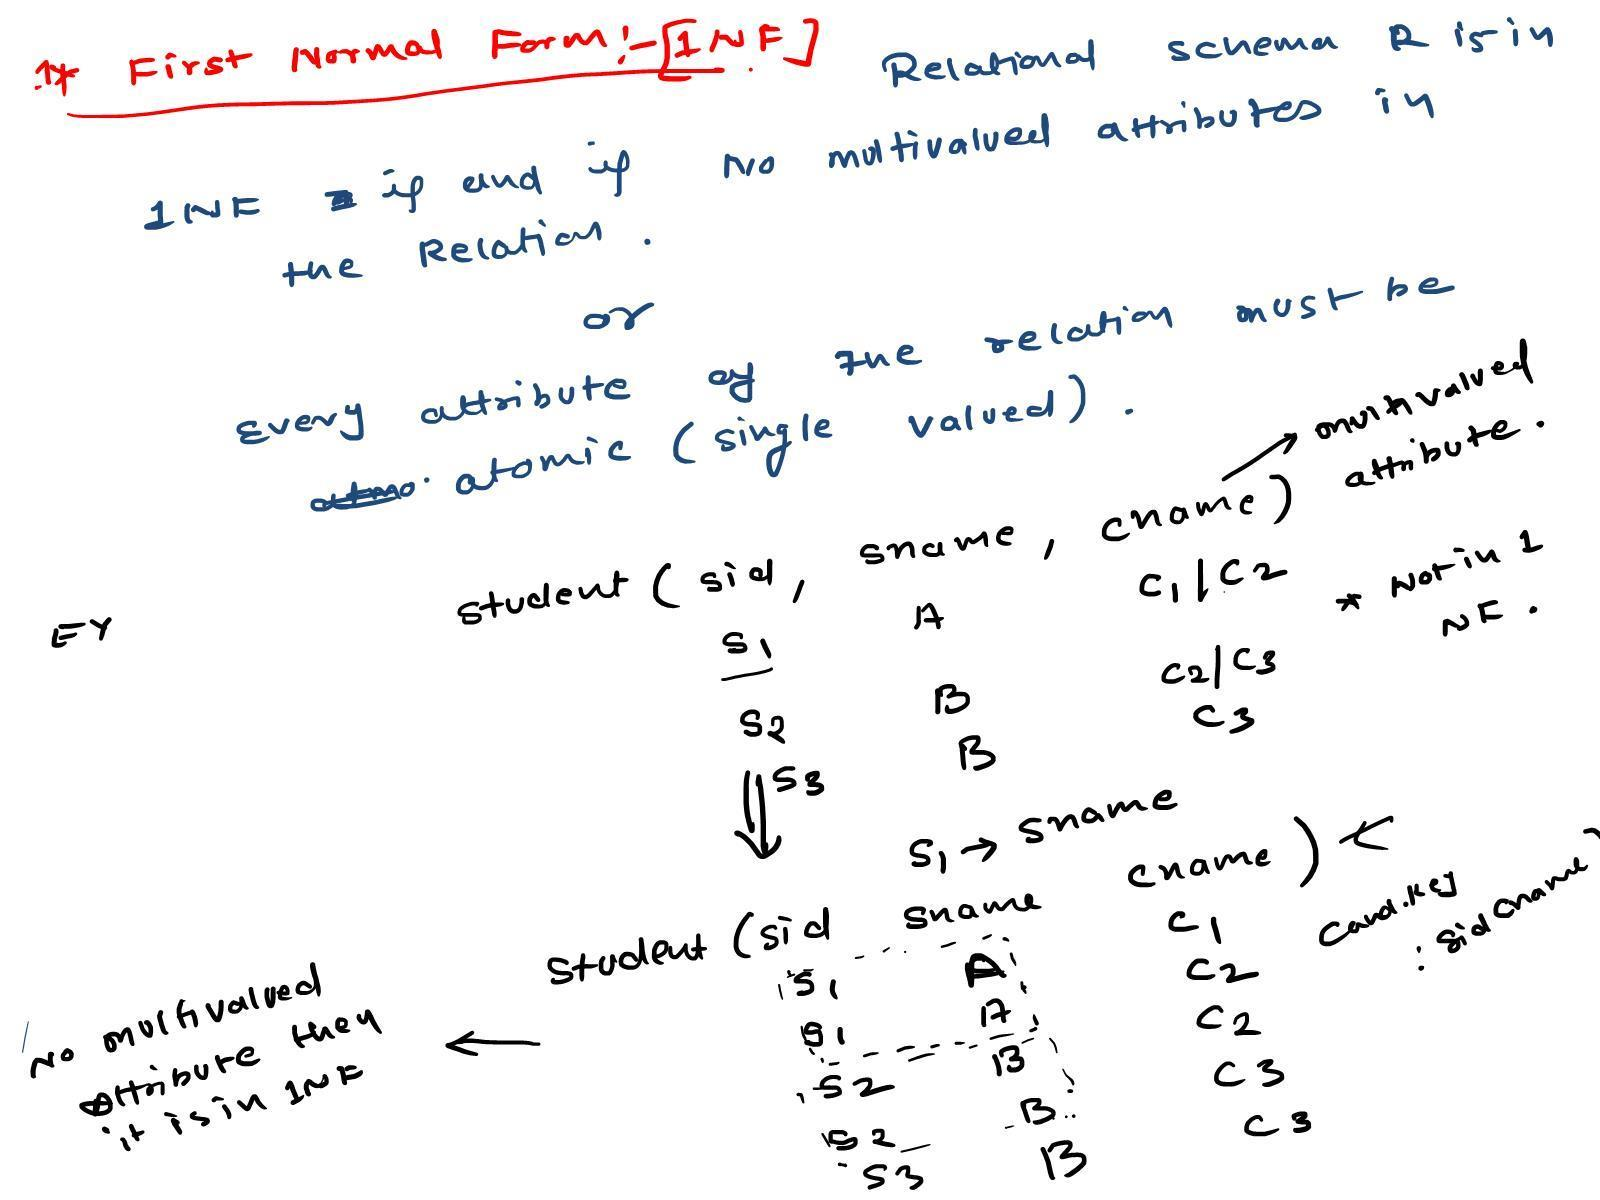 1* First Normal Form:-[1NF]
Relational schema R is in
1NF if and if No multivalued attributes in
the Relation.
or
Every attribute of the relation must be
atomic (single valued).
→ multivalued
attribute.
EX student (sid, sname, cname)
S1 A C1/C2
* Not in 1
NF.
S2 B C2/C3
S3 B C3
S1 → sname
student (sid sname cname)
Cand.key
: sid cname
S1 A C1
S1 A C2
S2 B C2
S2 B C3
S3 B C3
No multivalued
attribute they
it is in 1NF